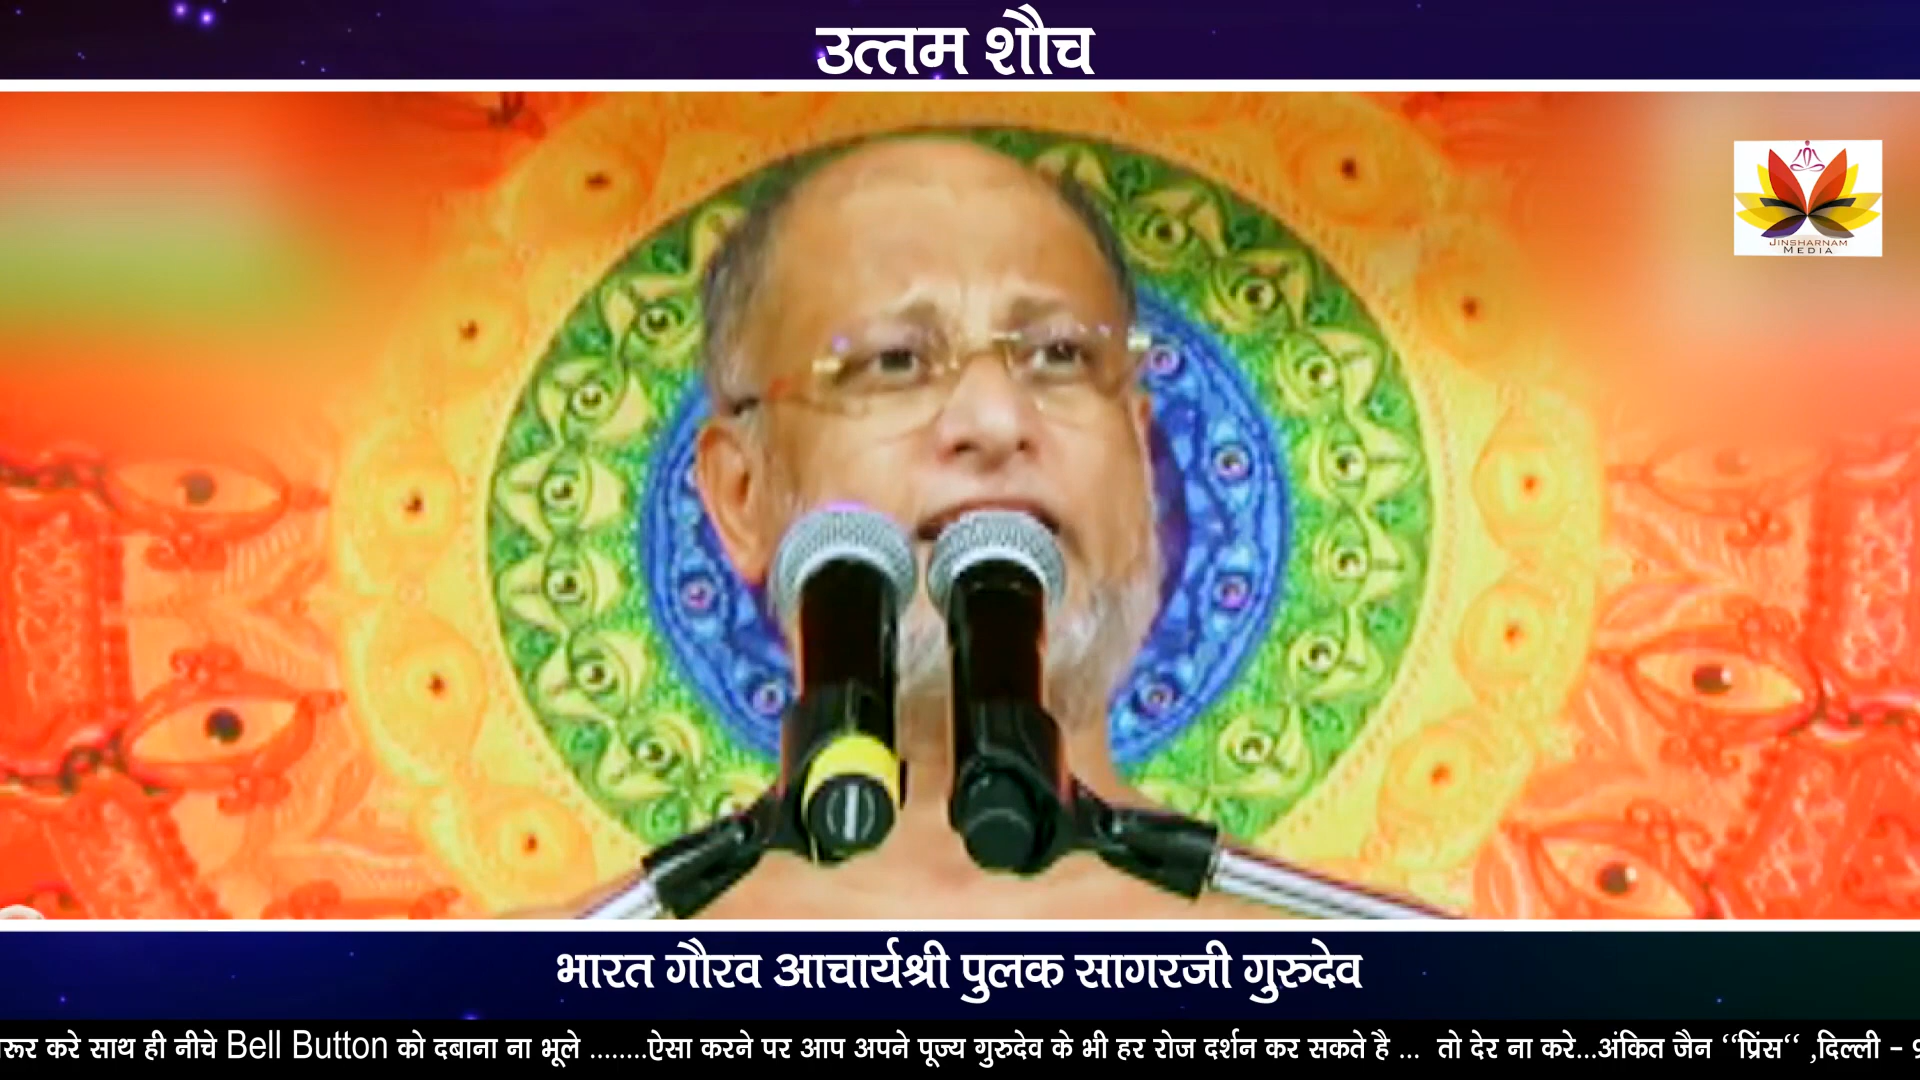 उत्तम शौच
JINSHARNAM
MEDIA
भारत गौरव आचार्यश्री पुलक सागरजी गुरुदेव
करे साथ ही नीचे Bell Button को दबाना ना भूले ........ऐसा करने पर आप अपने पूज्य गुरुदेव के भी हर रोज दर्शन कर सकते है ... तो देर ना करे...अंकित जैन ‘‘प्रिंस‘‘ ,दिल्ली -